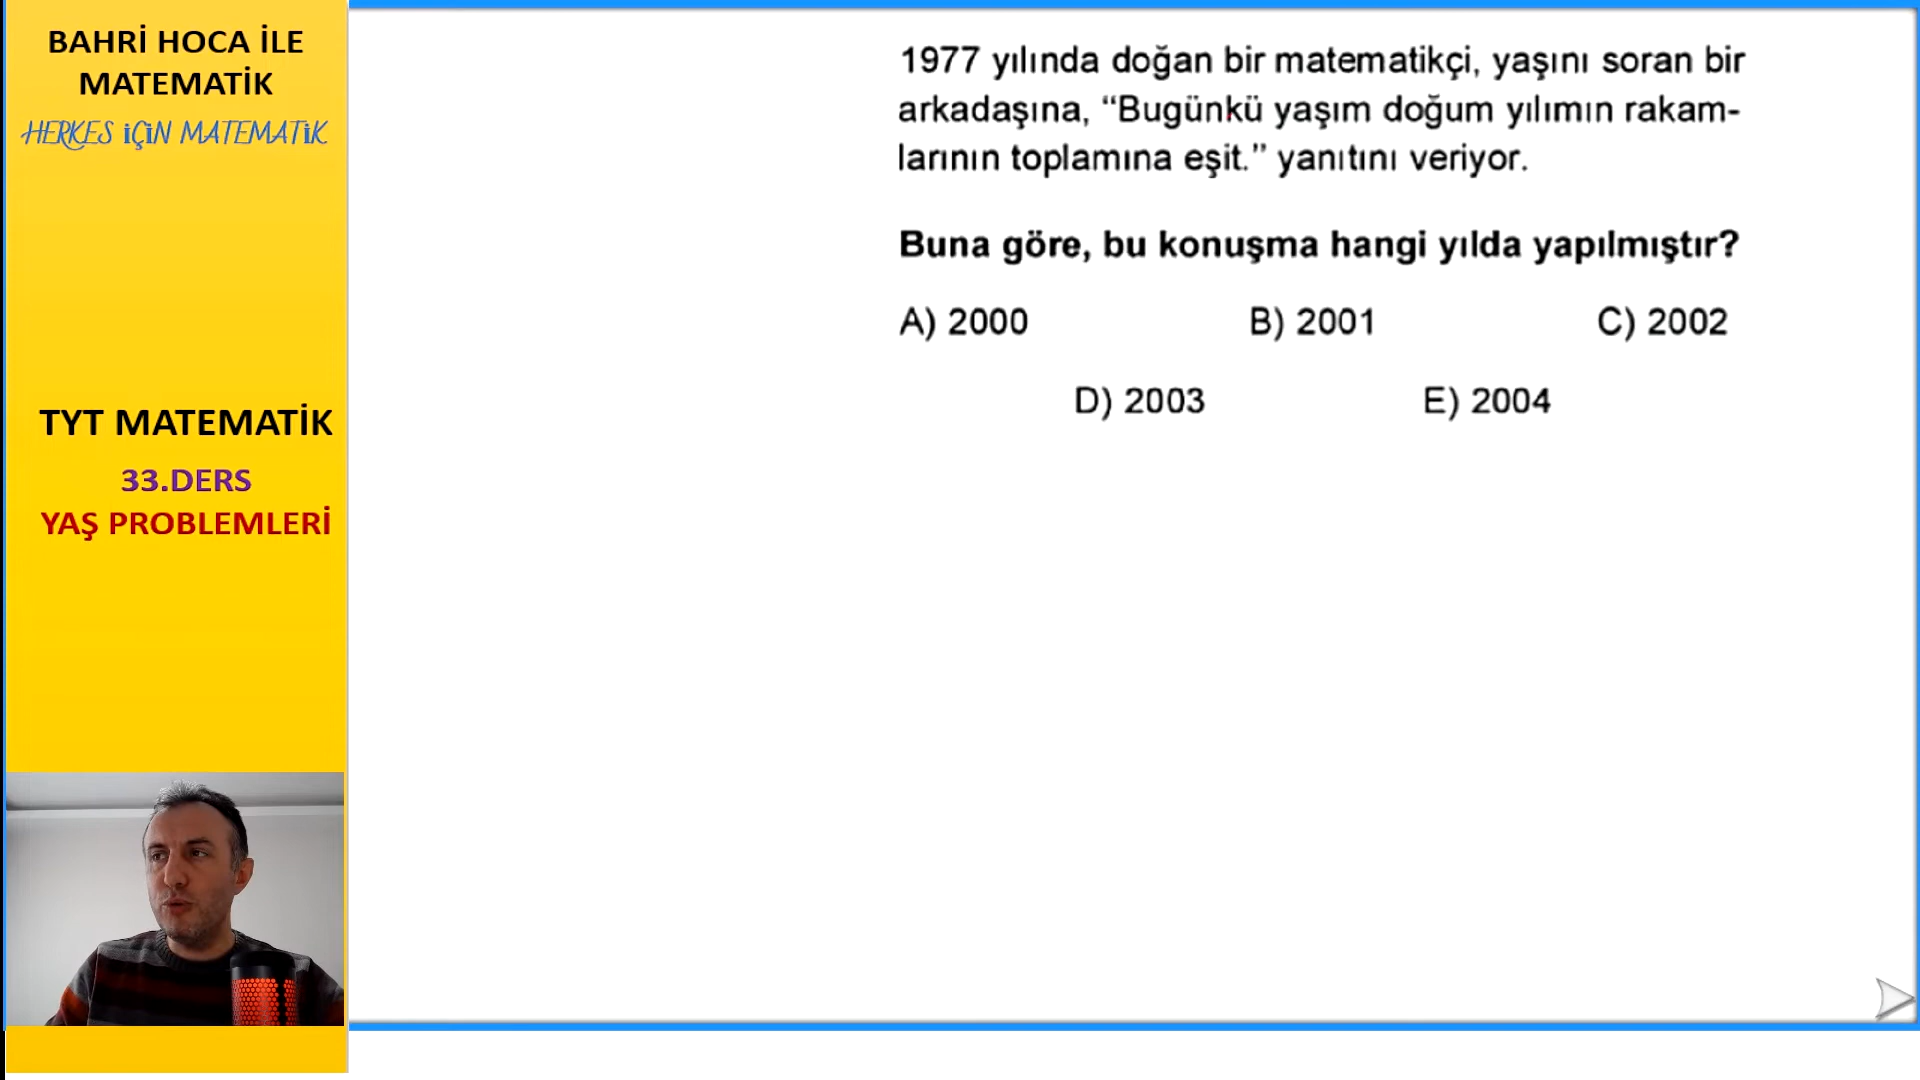 BAHRİ HOCA İLE
MATEMATİK
HERKES İÇİN MATEMATİK
TYT MATEMATİK
33.DERS
YAŞ PROBLEMLERİ
1977 yılında doğan bir matematikçi, yaşını soran bir
arkadaşına, “Bugünkü yaşım doğum yılımın rakam-
larının toplamına eşit.” yanıtını veriyor.
Buna göre, bu konuşma hangi yılda yapılmıştır?
A) 2000 B) 2001 C) 2002
D) 2003 E) 2004